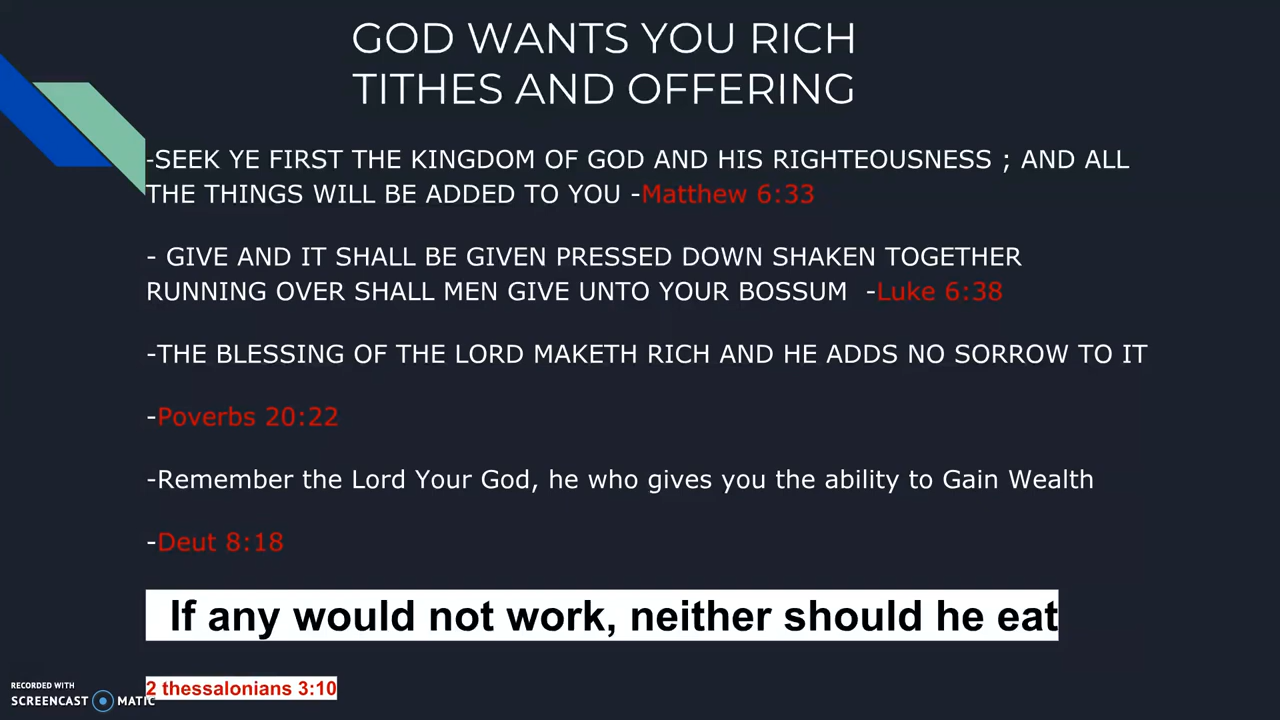 GOD WANTS YOU RICH
TITHES AND OFFERING
-SEEK YE FIRST THE KINGDOM OF GOD AND HIS RIGHTEOUSNESS ; AND ALL
THE THINGS WILL BE ADDED TO YOU -Matthew 6:33
- GIVE AND IT SHALL BE GIVEN PRESSED DOWN SHAKEN TOGETHER
RUNNING OVER SHALL MEN GIVE UNTO YOUR BOSSUM -Luke 6:38
-THE BLESSING OF THE LORD MAKETH RICH AND HE ADDS NO SORROW TO IT
-Poverbs 20:22
-Remember the Lord Your God, he who gives you the ability to Gain Wealth
-Deut 8:18
If any would not work, neither should he eat
2 thessalonians 3:10
RECORDED WITH
SCREENCAST MATIC